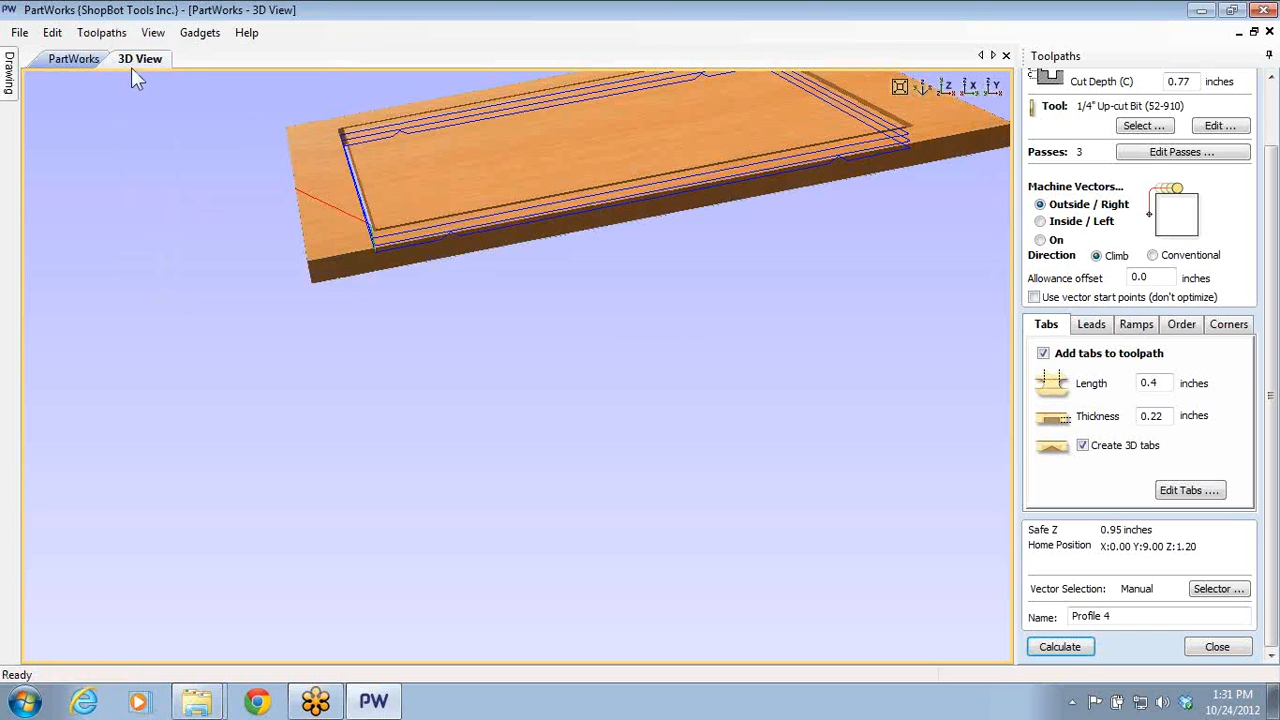 PartWorks {ShopBot Tools Inc.} - [PartWorks - 3D View]
File Edit Toolpaths View Gadgets Help
Drawing
PartWorks 3D View
Toolpaths
Z X Y
Cut Depth (C) 0.77 inches
Tool: 1/4" Up-cut Bit (52-910)
Select ... Edit ...
Passes: 3 Edit Passes ...
Machine Vectors...
Outside / Right
Inside / Left
On
Direction Climb Conventional
Allowance offset 0.0 inches
Use vector start points (don't optimize)
Tabs Leads Ramps Order Corners
Add tabs to toolpath
Length 0.4 inches
Thickness 0.22 inches
Create 3D tabs
Edit Tabs ....
Safe Z 0.95 inches
Home Position X:0.00 Y:9.00 Z:1.20
Vector Selection: Manual Selector ...
Name: Profile 4
Calculate Close
Ready
PW
1:31 PM
10/24/2012